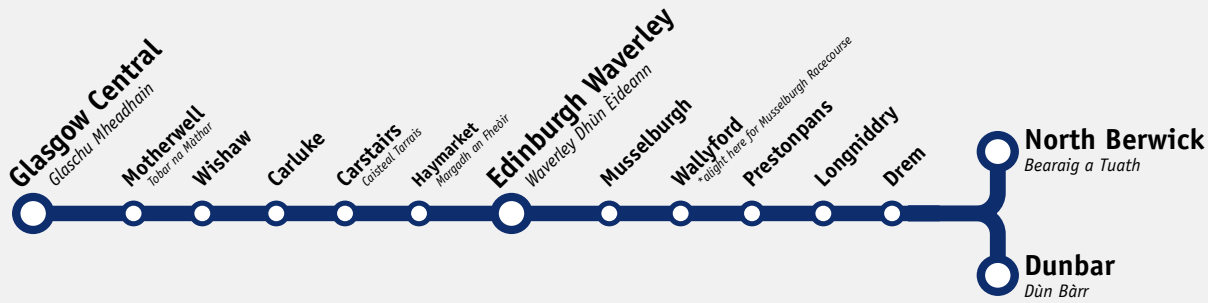 Glasgow Central
Glaschu Mheadhain
Motherwell
Tobar na Màthar
Wishaw
Carluke
Carstairs
Caisteal Tarrais
Haymarket
Margadh an Fheòir
Edinburgh Waverley
Waverley Dhùn Èideann
Musselburgh
Wallyford
*alight here for Musselburgh Racecourse
Prestonpans
Longniddry
Drem
North Berwick
Bearaig a Tuath
Dunbar
Dùn Bàrr